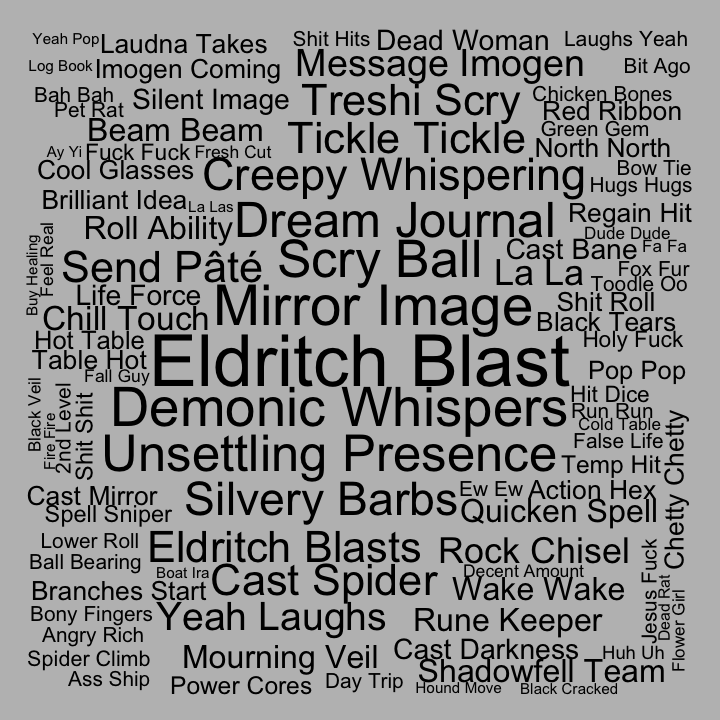 Yeah Pop Laudna Takes Shit Hits Dead Woman Laughs Yeah
Log Book Imogen Coming Message Imogen Bit Ago
Bah Bah Silent Image Treshi Scry Chicken Bones
Pet Rat Red Ribbon
Beam Beam Tickle Tickle Green Gem
Ay Yi Fuck Fuck Fresh Cut North North
Cool Glasses Creepy Whispering Bow Tie
Hugs Hugs
Brilliant Idea La Las Dream Journal Regain Hit
Roll Ability Dude Dude
Cast Bane Fa Fa
Buy Healing Feel Real Send Pâté Scry Ball La La Fox Fur
Toodle Oo
Life Force Mirror Image Shit Roll
Chill Touch Black Tears
Hot Table Holy Fuck
Table Hot Eldritch Blast Pop Pop
Fall Guy
Black Veil Fire Fire 2nd Level Shit Shit Demonic Whispers Hit Dice
Run Run
Cold Table
Unsettling Presence False Life
Temp Hit Chetty Chetty
Cast Mirror Silvery Barbs Ew Ew Action Hex
Spell Sniper Quicken Spell
Lower Roll Eldritch Blasts Rock Chisel
Ball Bearing
Boat Ira Cast Spider Decent Amount
Branches Start Wake Wake
Bony Fingers Yeah Laughs Rune Keeper Jesus Fuck Dead Rat Flower Girl
Angry Rich
Spider Climb Mourning Veil Cast Darkness Huh Uh
Ass Ship Shadowfell Team
Power Cores Day Trip Hound Move Black Cracked